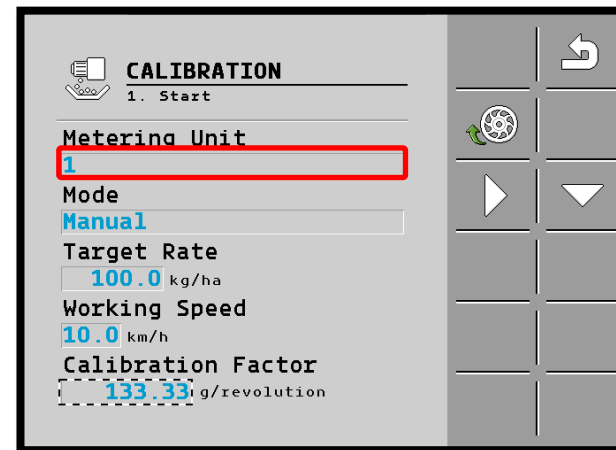 CALIBRATION
1. Start
Metering Unit
1
Mode
Manual
Target Rate
100.0 kg/ha
Working Speed
10.0 km/h
Calibration Factor
133.33 g/revolution